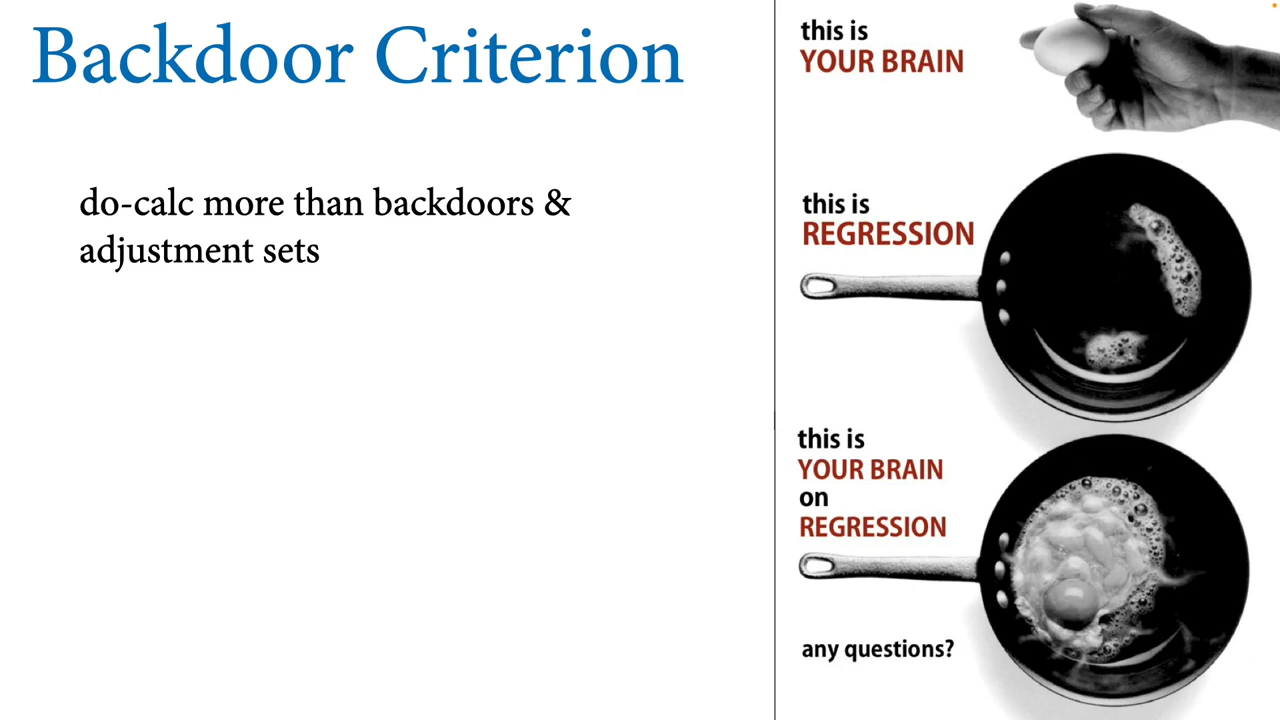 Backdoor Criterion
do-calc more than backdoors &
adjustment sets
this is
YOUR BRAIN
this is
REGRESSION
this is
YOUR BRAIN
on
REGRESSION
any questions?